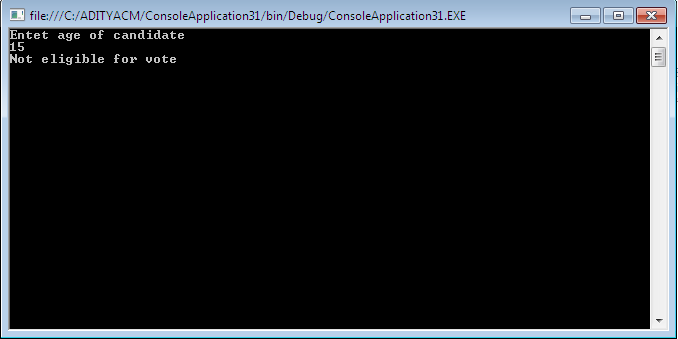 file:///C:/ADITYACM/ConsoleApplication31/bin/Debug/ConsoleApplication31.EXE
Entet age of candidate
15
Not eligible for vote